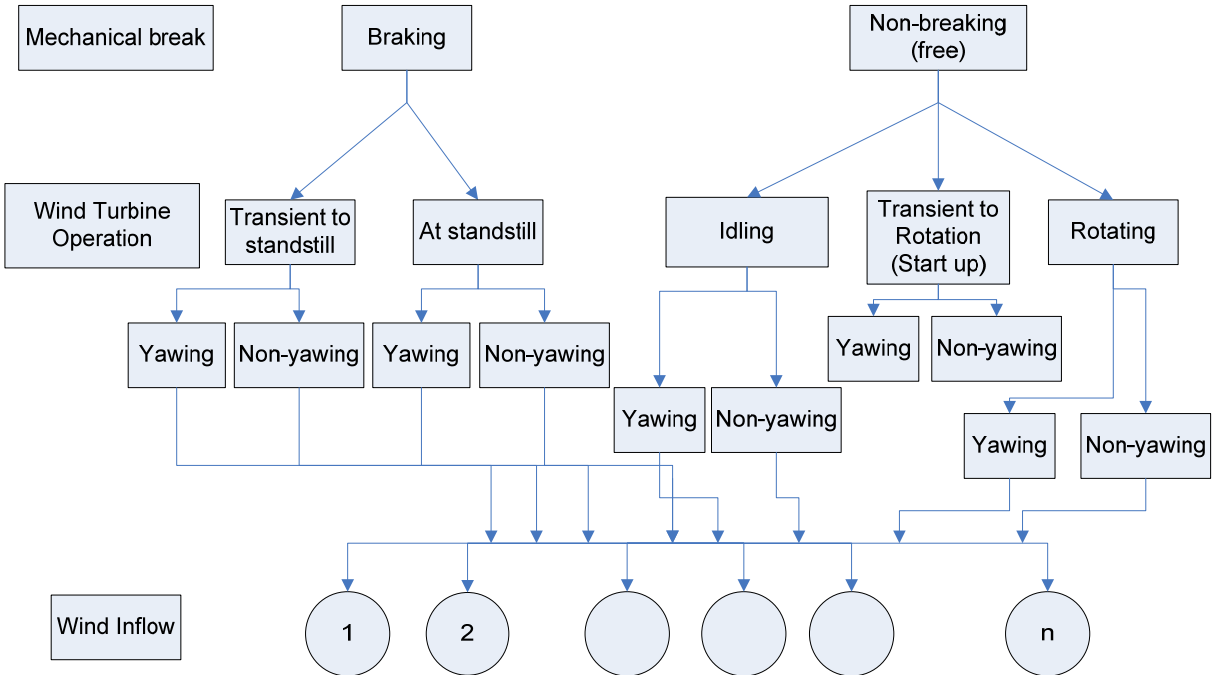 Mechanical break
Braking
Non-breaking
(free)
Wind Turbine
Operation
Transient to
standstill
At standstill
Idling
Transient to
Rotation
(Start up)
Rotating
Yawing
Non-yawing
Yawing
Non-yawing
Yawing
Non-yawing
Yawing
Non-yawing
Yawing
Non-yawing
Wind Inflow
1
2
n